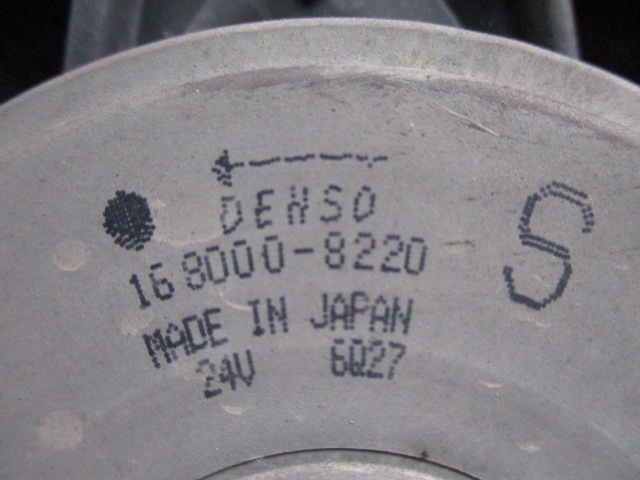 DENSO
168000-8220
S
MADE IN JAPAN
24V 6Q27